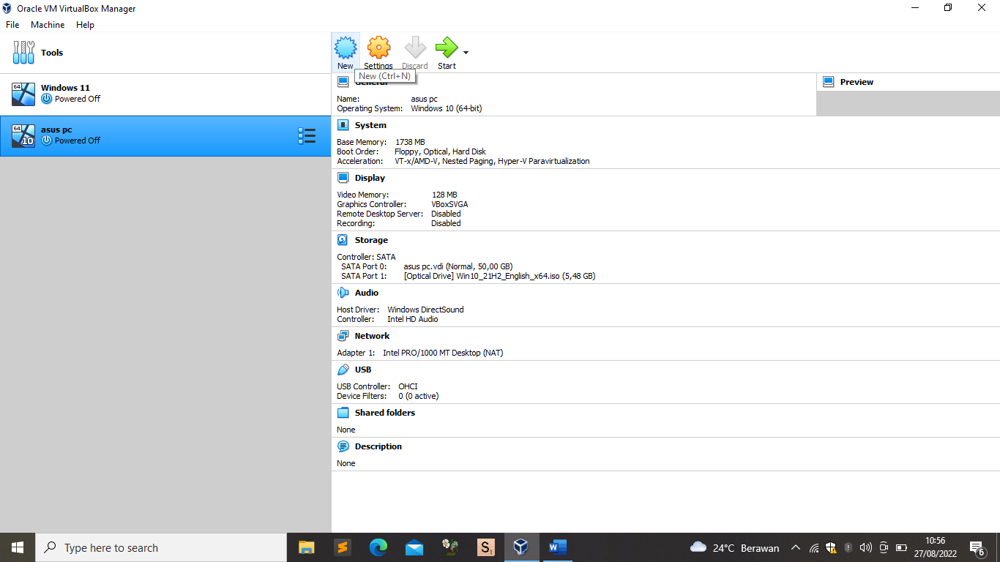 Oracle VM VirtualBox Manager
File Machine Help
Tools
New Settings Discard Start
New (Ctrl+N)
64
Windows 11
Powered Off
64
10
asus pc
Powered Off
General
Name: asus pc
Operating System: Windows 10 (64-bit)
Preview
System
Base Memory: 1738 MB
Boot Order: Floppy, Optical, Hard Disk
Acceleration: VT-x/AMD-V, Nested Paging, Hyper-V Paravirtualization
Display
Video Memory: 128 MB
Graphics Controller: VBoxSVGA
Remote Desktop Server: Disabled
Recording: Disabled
Storage
Controller: SATA
SATA Port 0: asus pc.vdi (Normal, 50,00 GB)
SATA Port 1: [Optical Drive] Win10_21H2_English_x64.iso (5,48 GB)
Audio
Host Driver: Windows DirectSound
Controller: Intel HD Audio
Network
Adapter 1: Intel PRO/1000 MT Desktop (NAT)
USB
USB Controller: OHCI
Device Filters: 0 (0 active)
Shared folders
None
Description
None
Type here to search
24°C Berawan
10:56
27/08/2022
6